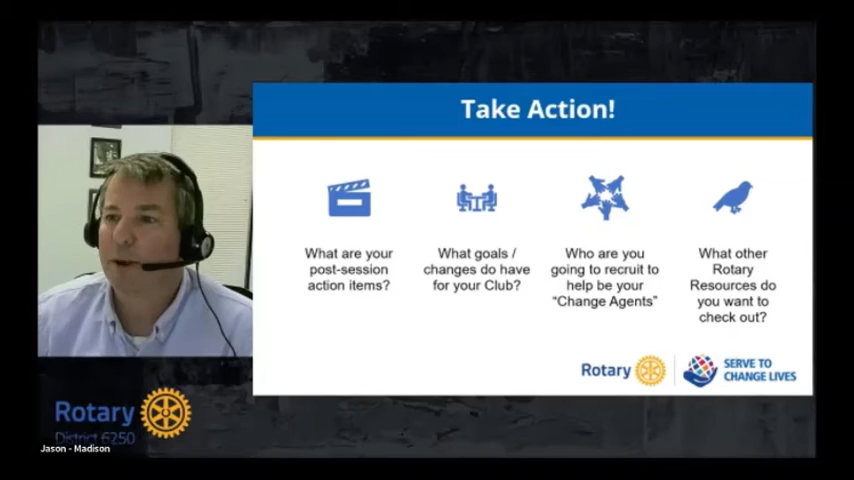 Take Action!
What are your
post-session
action items?
What goals /
changes do have
for your Club?
Who are you
going to recruit to
help be your
“Change Agents”
What other
Rotary
Resources do
you want to
check out?
Rotary
SERVE TO
CHANGE LIVES
Rotary
District 6250
Jason - Madison